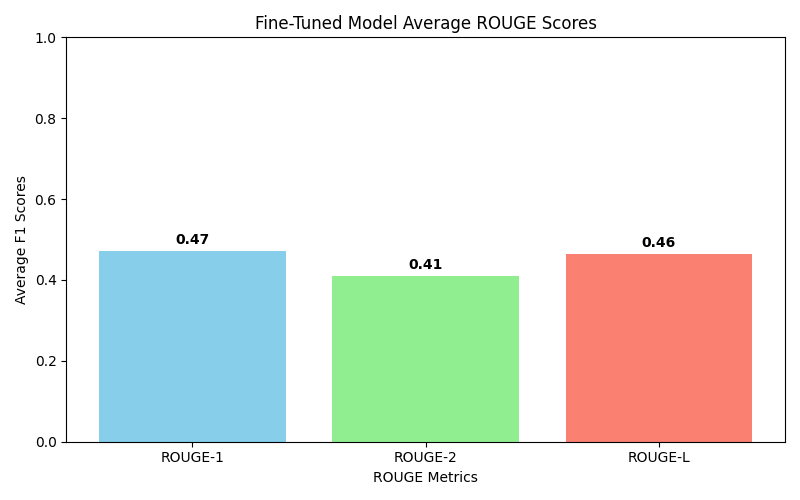 Fine-Tuned Model Average ROUGE Scores
1.0
0.8
0.6
0.4
0.2
0.0
Average F1 Scores
0.47
0.41
0.46
ROUGE-1
ROUGE-2
ROUGE-L
ROUGE Metrics